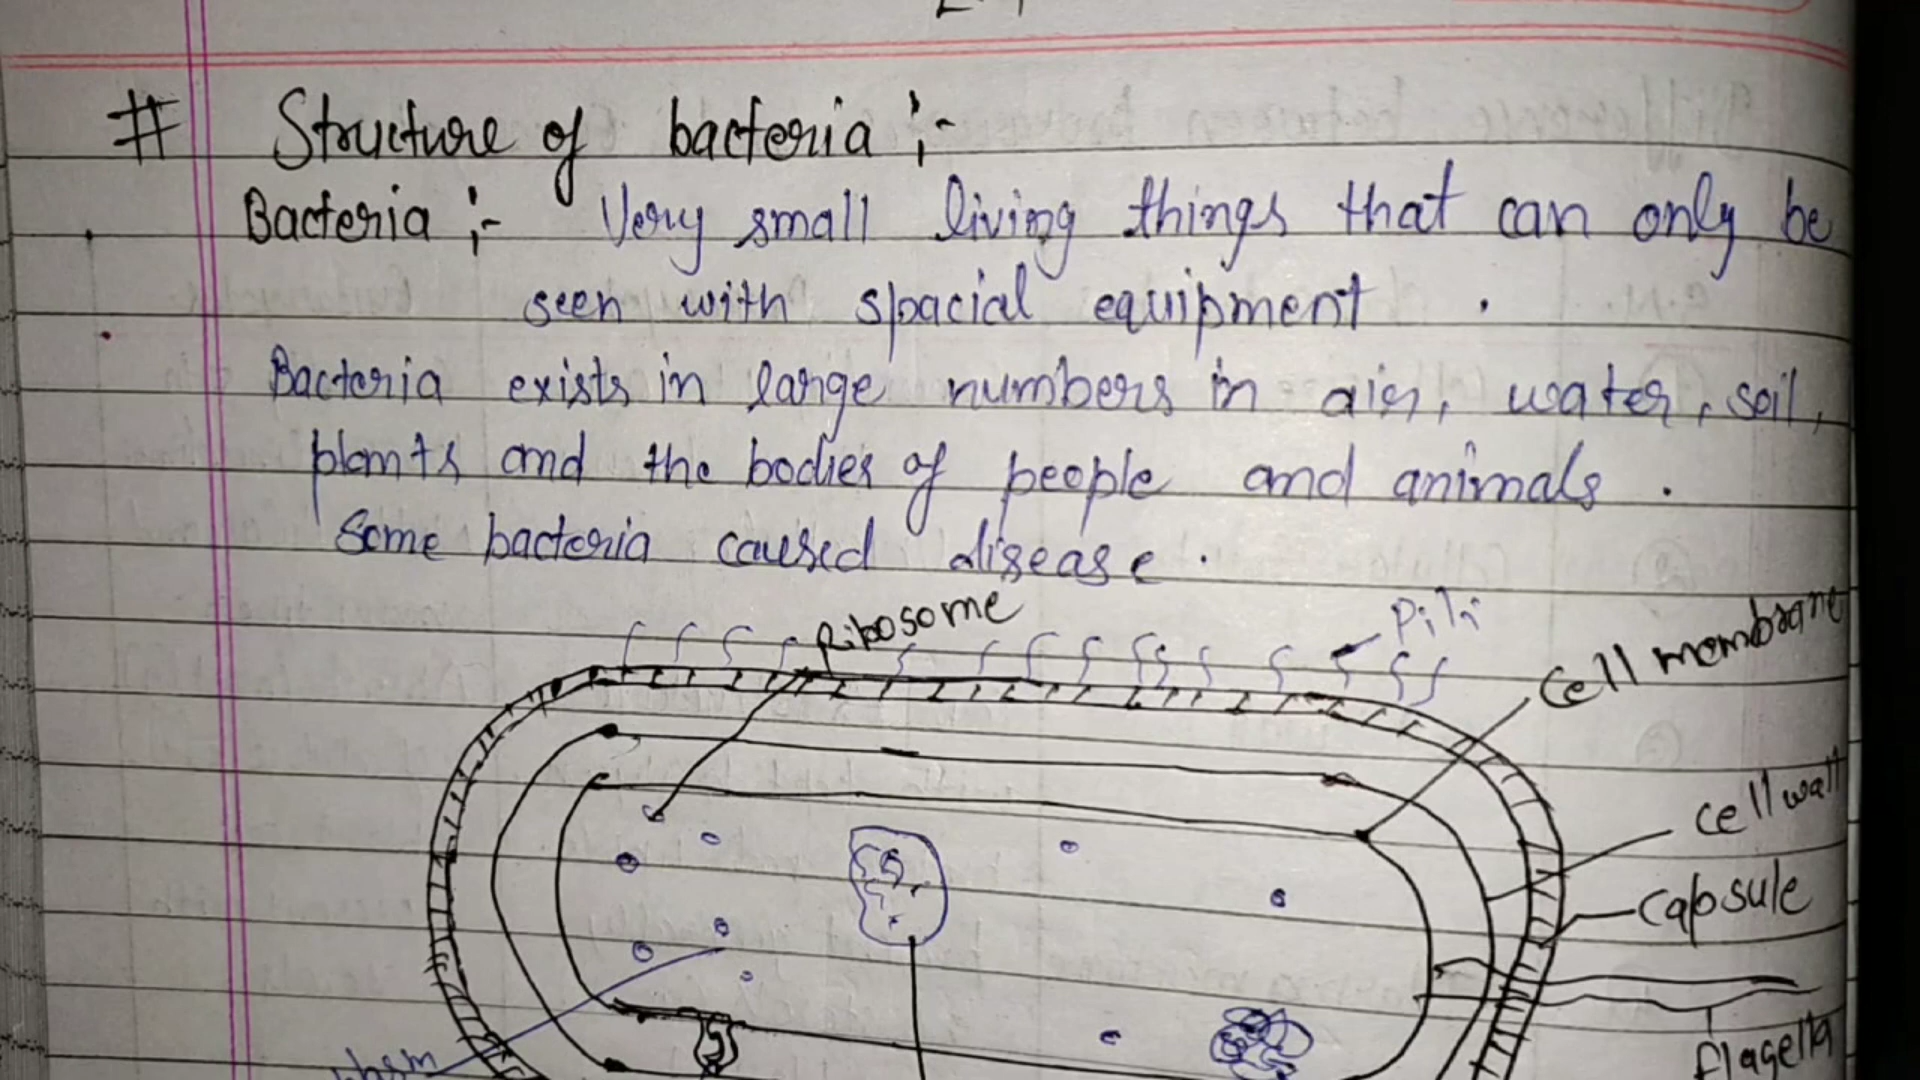 # Structure of bacteria :-
Bacteria :- Very small living things that can only be
seen with spacial equipment .
Bacteria exists in large numbers in air, water, soil,
plants and the bodies of people and animals .
Some bacteria caused disease .
Ribosome
Pili
Cell membrane
Cell wall
Capsule
Flagella